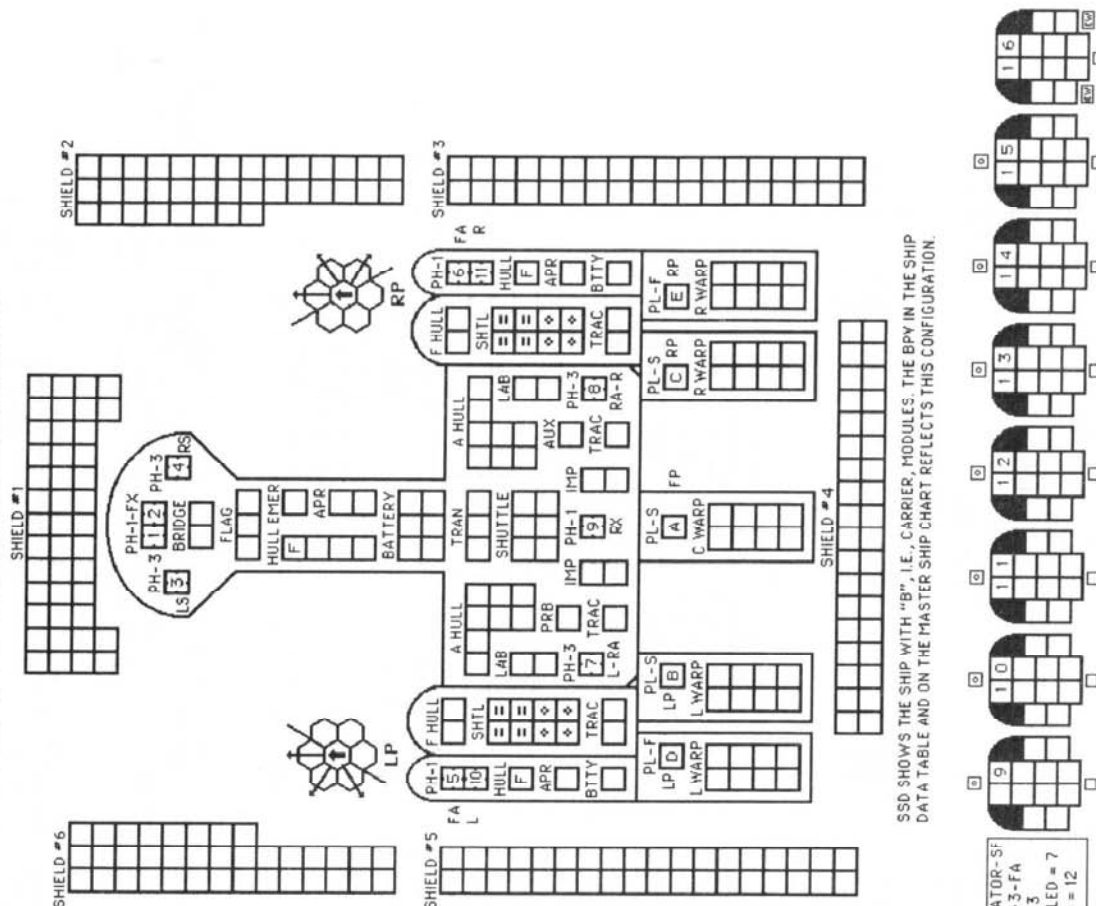 SHIELD #1
SHIELD #2
SHIELD #6
PH-1-FX
1 2
PH-3
LS 3
PH-3
4 RS
BRIDGE
FLAG
HULL EMER
F
APR
BATTERY
TRAN
SHUTTLE
LP
RP
SHIELD #5
SHIELD #3
FA
L
PH-1
5
10
HULL
F
APR
BTTY
F HULL
SHTL
TRAC
A HULL
LAB
PRB
PH-3
7
L-RA
TRAC
IMP
PH-1
9
RX
IMP
A HULL
LAB
AUX
PH-3
8
RA-R
TRAC
F HULL
SHTL
TRAC
PH-1
6
11
FA
R
HULL
F
APR
BTTY
PL-F
LP D
L WARP
PL-S
LP B
L WARP
PL-S
A FP
C WARP
PL-S
C RP
R WARP
PL-F
E RP
R WARP
SHIELD #4
SSD SHOWS THE SHIP WITH "B", I.E., CARRIER, MODULES. THE BPV IN THE SHIP
DATA TABLE AND ON THE MASTER SHIP CHART REFLECTS THIS CONFIGURATION.
ATOR-SF
3-FA
3
LED = 7
= 12
9
10
11
12
13
14
15
16